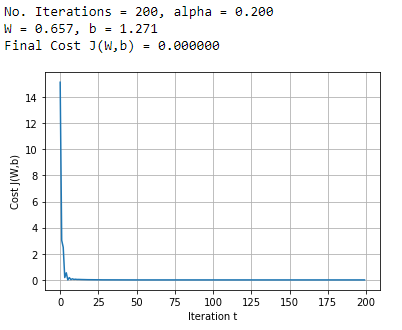 No. Iterations = 200, alpha = 0.200
W = 0.657, b = 1.271
Final Cost J(W,b) = 0.000000
14
12
10
8
6
4
2
0
Cost J(W,b)
0 25 50 75 100 125 150 175 200
Iteration t